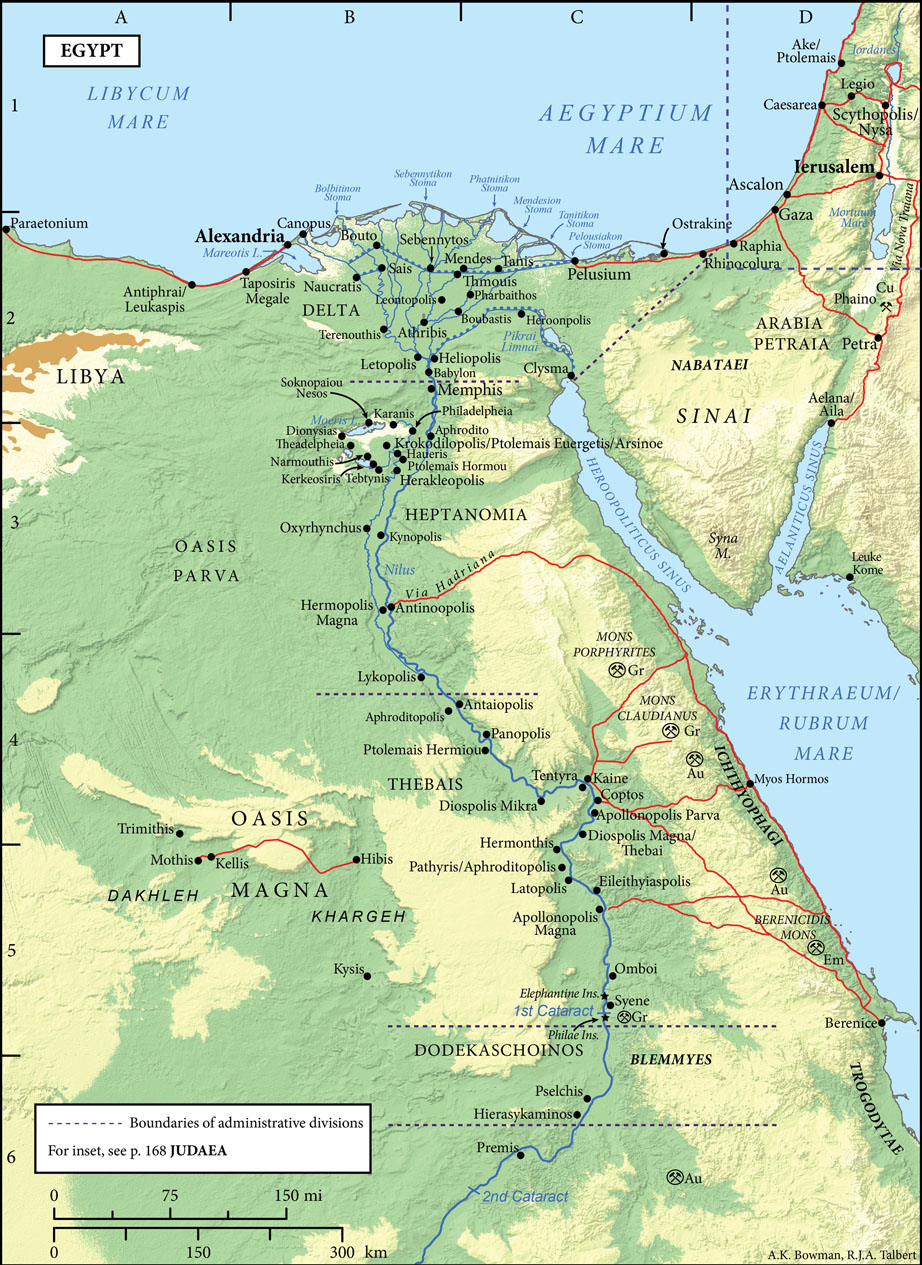 A
B
C
D
EGYPT
1
2
3
4
5
6
LIBYCUM
MARE
AEGYPTIUM
MARE
Ake/
Ptolemais
Jordanes
Legio
Caesarea
Scythopolis/
Nysa
Ierusalem
Ascalon
Gaza
Mortuum
Mare
Via Nova Traiana
Bolbitinon
Stoma
Sebennytikon
Stoma
Phatnitikon
Stoma
Mendesion
Stoma
Tanitikon
Stoma
Pelousiakon
Stoma
Ostrakine
Raphia
Rhinocolura
Paraetonium
Canopus
Alexandria
Mareotis L.
Bouto
Sebennytos
Sais
Mendes
Tanis
Pelusium
Naucratis
Thmouis
Antiphrai/
Leukaspis
Taposiris
Megale
Leontopolis
Pharbaithos
DELTA
Boubastis
Heroonpolis
Terenouthis
Athribis
Pikrai
Limnai
Cu
Phaino
ARABIA
PETRAIA
Petra
Letopolis
Heliopolis
Babylon
Clysma
NABATAEI
LIBYA
Memphis
Soknopaiou
Nesos
Aelana/
Aila
SINAI
Moeris L.
Karanis
Philadelpheia
Dionysias
Aphrodito
Theadelpheia
Krokodilopolis/Ptolemais Euergetis/Arsinoe
Haueris
Narmouthis
Ptolemais Hormou
Kerkeosiris
Tebtynis
Herakleopolis
HEROOPOLITICUS SINUS
AELANITICUS SINUS
HEPTANOMIA
Oxyrhynchus
Kynopolis
Syna
M.
OASIS
PARVA
Leuke
Kome
Nilus
Via Hadriana
Hermopolis
Magna
Antinoopolis
MONS
PORPHYRITES
Gr
Lykopolis
ERYTHRAEUM/
RUBRUM
MARE
MONS
CLAUDIANUS
Gr
Antaiopolis
Aphroditopolis
Panopolis
Ptolemais Hermiou
Au
ICHTHYOPHAGI
Myos Hormos
THEBAIS
Tentyra
Kaine
Coptos
Diospolis Mikra
Apollonopolis Parva
OASIS
MAGNA
Trimithis
Diospolis Magna/
Thebai
Hermonthis
Mothis
Kellis
Hibis
Pathyris/Aphroditopolis
Latopolis
Eileithyiaspolis
Au
DAKHLEH
KHARGEH
Apollonopolis
Magna
BERENICIDIS
MONS
Em
Kysis
Omboi
Elephantine Ins.
Syene
1st Cataract
Gr
Philae Ins.
Berenice
DODEKASCHOINOS
BLEMMYES
TROGODYTAE
Pselchis
Hierasykaminos
Premis
Au
2nd Cataract
Boundaries of administrative divisions
For inset, see p. 168 JUDAEA
0 75 150 mi
0 150 300 km
A.K. Bowman, R.J.A. Talbert